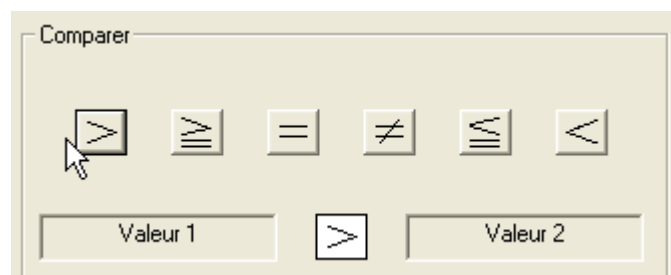 Comparer
> ≧ = ≠ ≦ <
Valeur 1 > Valeur 2